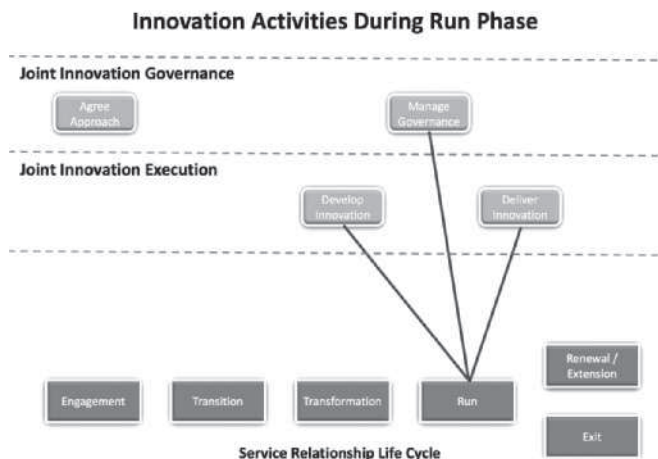 Innovation Activities During Run Phase
Joint Innovation Governance
Agree
Approach
Manage
Governance
Joint Innovation Execution
Develop
Innovation
Deliver
Innovation
Renewal /
Extension
Engagement
Transition
Transformation
Run
Exit
Service Relationship Life Cycle